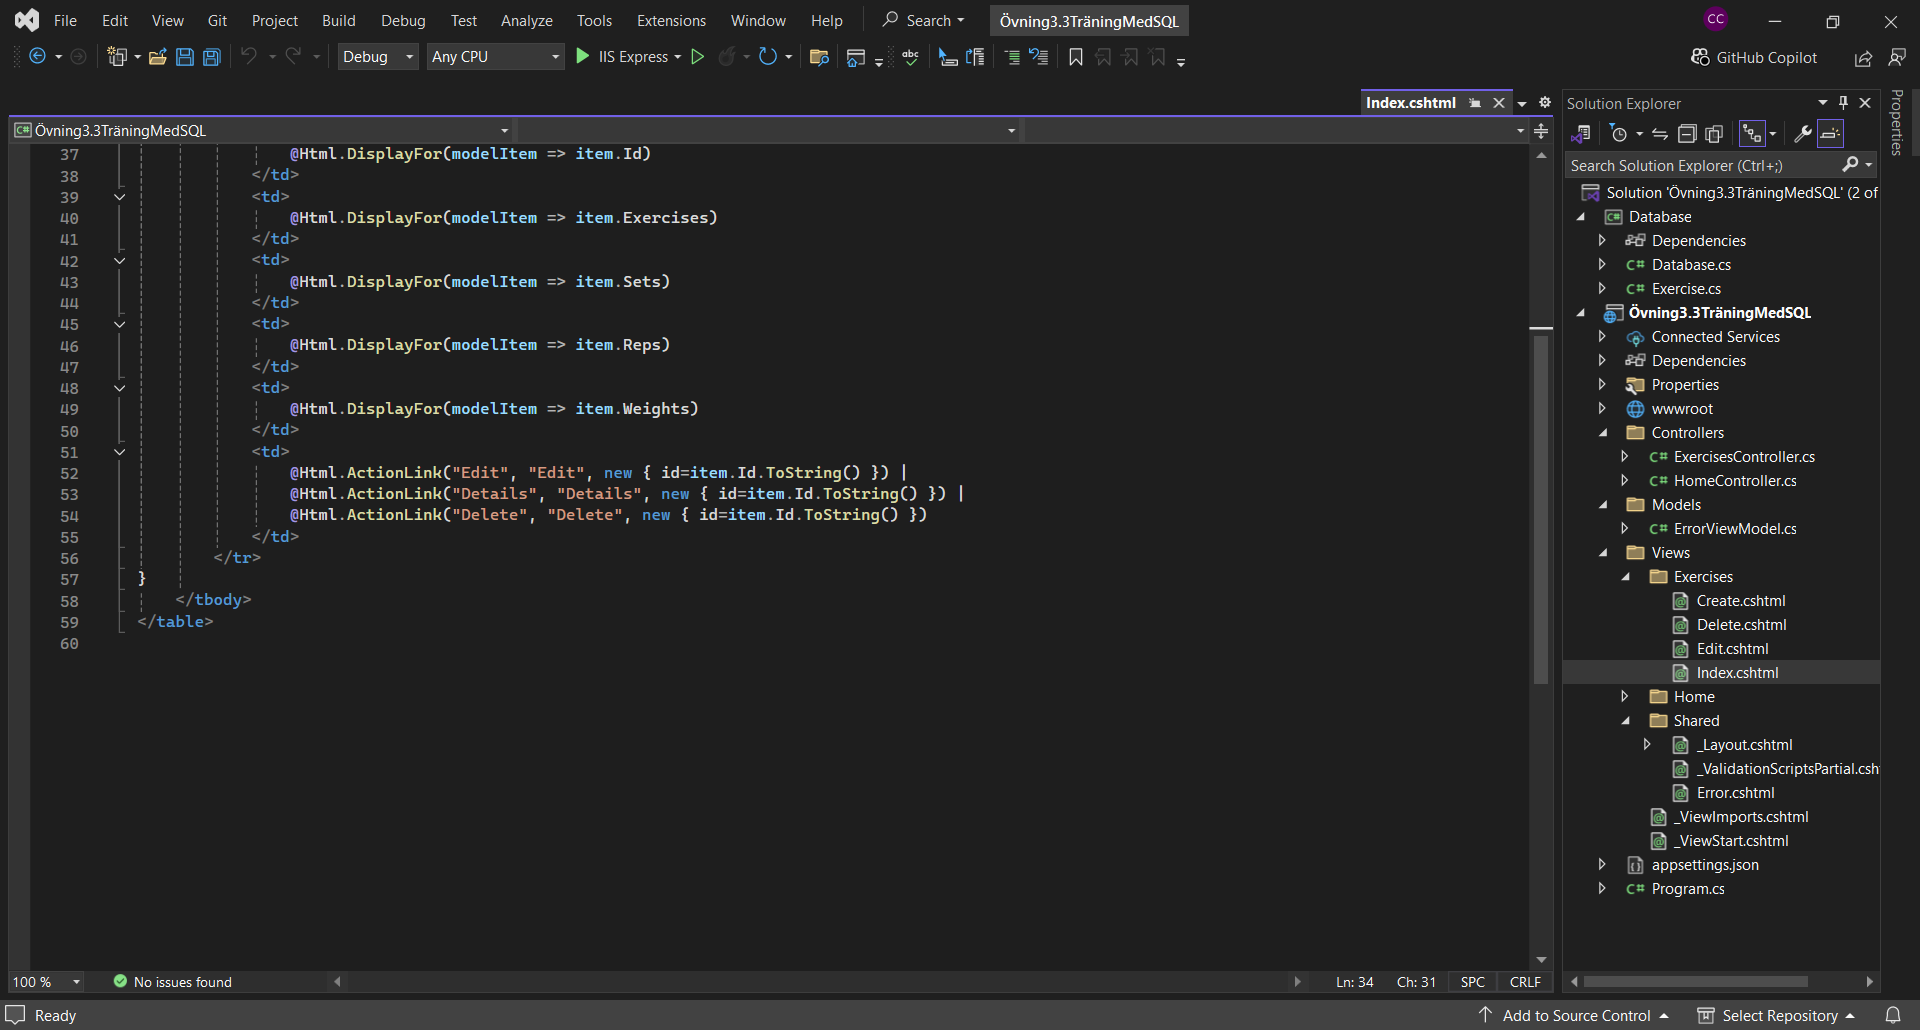 File Edit View Git Project Build Debug Test Analyze Tools Extensions Window Help Search Övning3.3TräningMedSQL CC
Debug Any CPU IIS Express abc GitHub Copilot
Index.cshtml
C# Övning3.3TräningMedSQL
37 @Html.DisplayFor(modelItem => item.Id)
38 </td>
39 <td>
40 @Html.DisplayFor(modelItem => item.Exercises)
41 </td>
42 <td>
43 @Html.DisplayFor(modelItem => item.Sets)
44 </td>
45 <td>
46 @Html.DisplayFor(modelItem => item.Reps)
47 </td>
48 <td>
49 @Html.DisplayFor(modelItem => item.Weights)
50 </td>
51 <td>
52 @Html.ActionLink("Edit", "Edit", new { id=item.Id.ToString() }) |
53 @Html.ActionLink("Details", "Details", new { id=item.Id.ToString() }) |
54 @Html.ActionLink("Delete", "Delete", new { id=item.Id.ToString() })
55 </td>
56 </tr>
57 }
58 </tbody>
59 </table>
60
100 % No issues found Ln: 34 Ch: 31 SPC CRLF
Solution Explorer
Search Solution Explorer (Ctrl+;)
Solution 'Övning3.3TräningMedSQL' (2 of
C# Database
Dependencies
C# Database.cs
C# Exercise.cs
Övning3.3TräningMedSQL
Connected Services
Dependencies
Properties
wwwroot
Controllers
C# ExercisesController.cs
C# HomeController.cs
Models
C# ErrorViewModel.cs
Views
Exercises
Create.cshtml
Delete.cshtml
Edit.cshtml
Index.cshtml
Home
Shared
_Layout.cshtml
_ValidationScriptsPartial.csh
Error.cshtml
_ViewImports.cshtml
_ViewStart.cshtml
appsettings.json
C# Program.cs
Properties
Ready Add to Source Control Select Repository